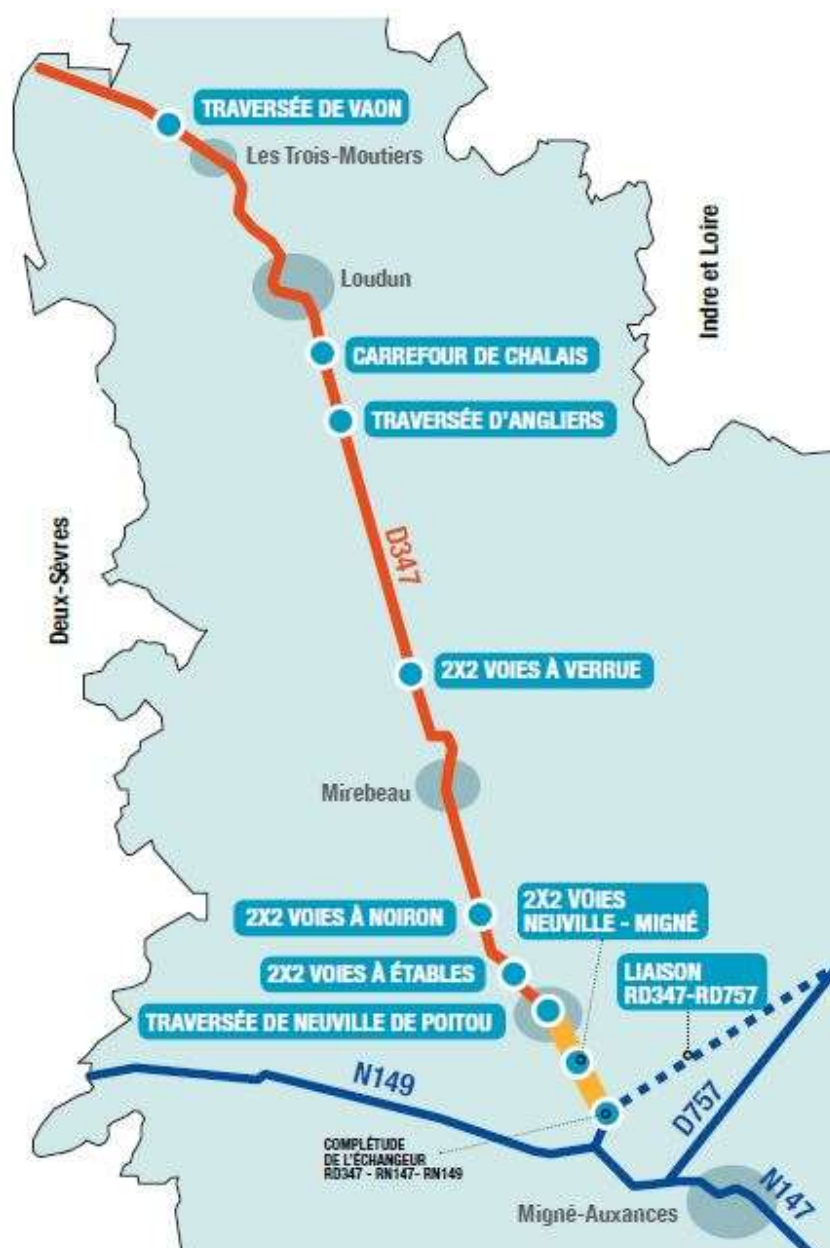 TRAVERSÉE DE VAON
Les Trois-Moutiers
Loudun
Indre et Loire
CARREFOUR DE CHALAIS
TRAVERSÉE D'ANGLIERS
D347
Deux-Sèvres
2X2 VOIES À VERRUE
Mirebeau
2X2 VOIES À NOIRON
2X2 VOIES
NEUVILLE - MIGNÉ
2X2 VOIES À ÉTABLES
LIAISON
RD347-RD757
TRAVERSÉE DE NEUVILLE DE POITOU
N149
D757
COMPLÉTUDE
DE L'ÉCHANGEUR
RD347 - RN147- RN149
Migné-Auxances
N147